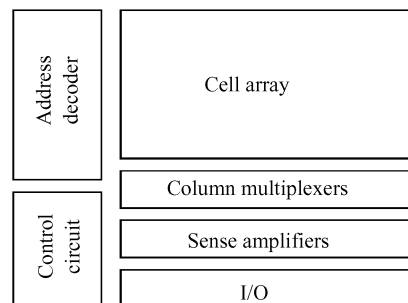 Address
decoder
Cell array
Column multiplexers
Control
circuit
Sense amplifiers
I/O